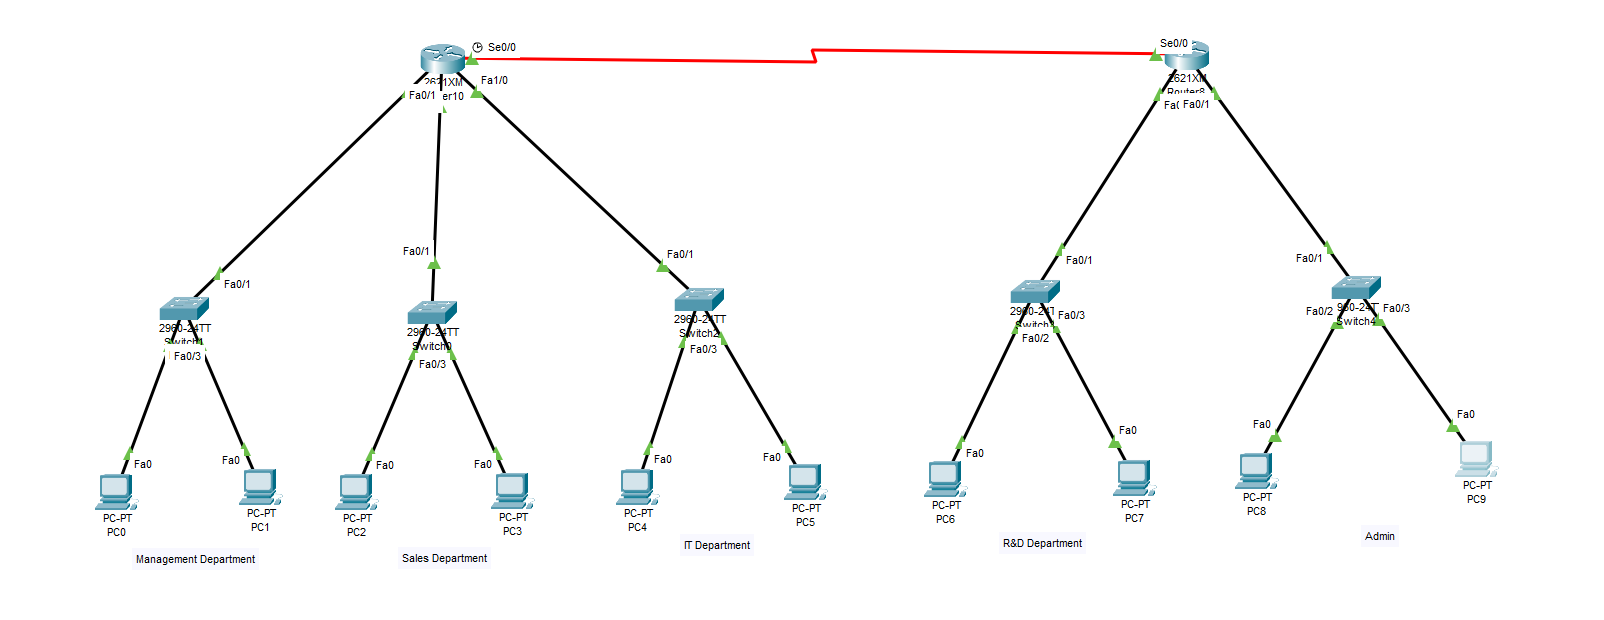 Se0/0
Se0/0
Fa1/0
2621XM
Fa0/1
er10
2621XM
Router8
Fa0/1
Fa0/1
Fa0/1
Fa0/1
Fa0/1
Fa0/1
2960-24TT
Switch1
Fa0/3
2960-24TT
Switch0
Fa0/3
2960-24TT
Switch2
Fa0/3
Fa0/3
Fa0/2
Fa0/2
Fa0/3
960-24T
Switch4
Fa0
Fa0
Fa0
Fa0
Fa0
Fa0
Fa0
Fa0
Fa0
Fa0
PC-PT
PC0
PC-PT
PC1
PC-PT
PC2
PC-PT
PC3
PC-PT
PC4
PC-PT
PC5
PC-PT
PC6
PC-PT
PC7
PC-PT
PC8
PC-PT
PC9
Management Department
Sales Department
IT Department
R&D Department
Admin